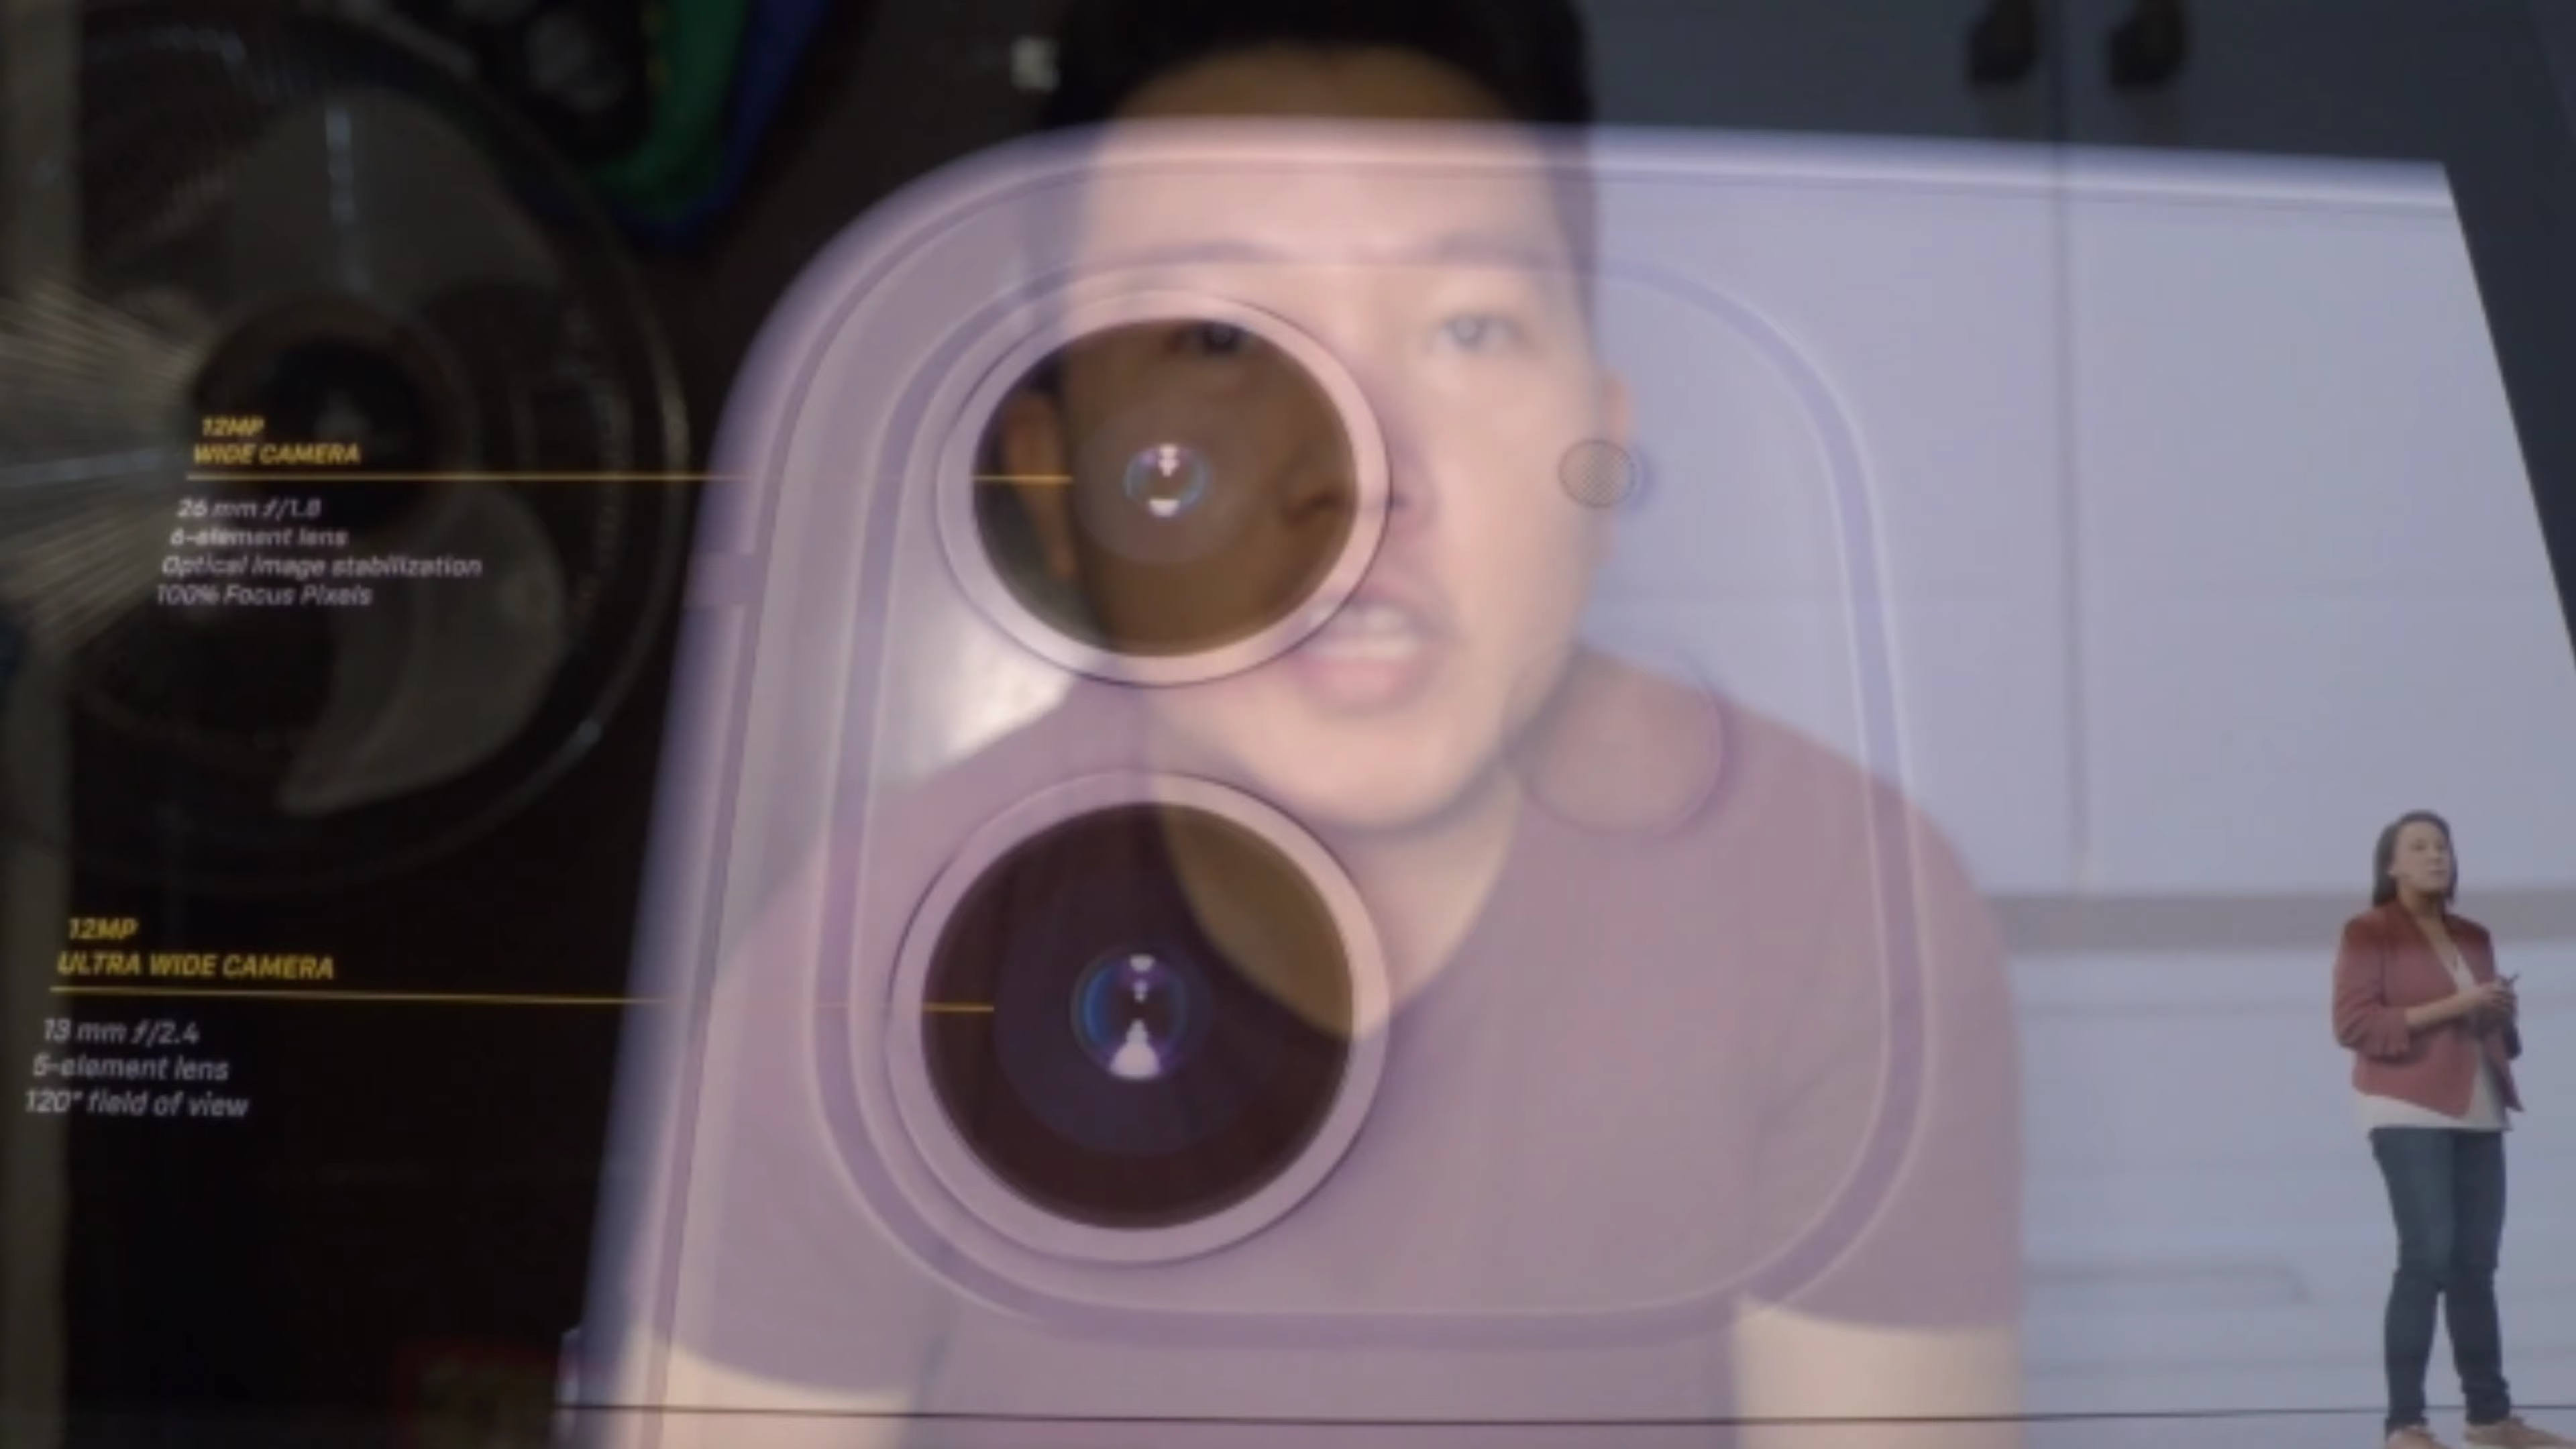 12MP
WIDE CAMERA
26 mm ƒ/1.8
6-element lens
Optical image stabilization
100% Focus Pixels
12MP
ULTRA WIDE CAMERA
13 mm ƒ/2.4
5-element lens
120° field of view